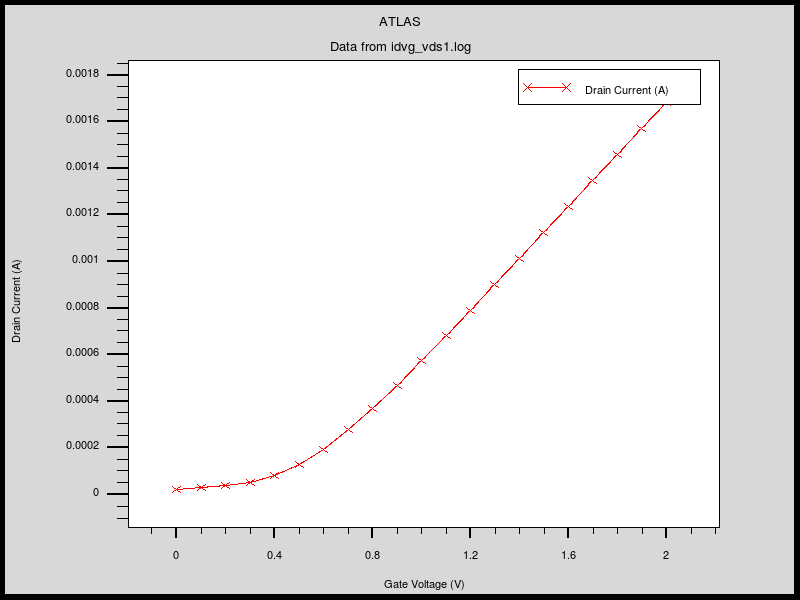 ATLAS
Data from idvg_vds1.log
Drain Current (A)
0.0018
0.0016
0.0014
0.0012
0.001
0.0008
0.0006
0.0004
0.0002
0
Drain Current (A)
0 0.4 0.8 1.2 1.6 2
Gate Voltage (V)